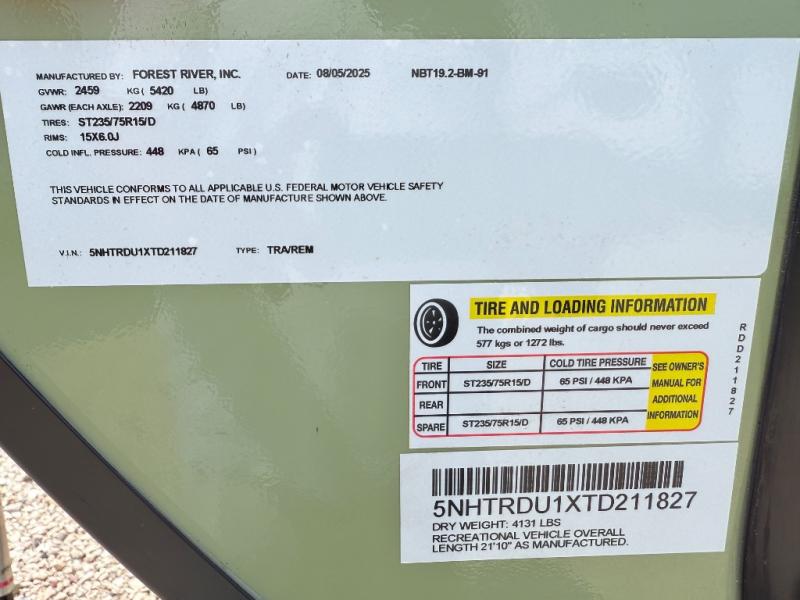 MANUFACTURED BY: FOREST RIVER, INC. DATE: 08/05/2025 NBT19.2-BM-91
GVWR: 2459 KG ( 5420 LB)
GAWR (EACH AXLE): 2209 KG ( 4870 LB)
TIRES: ST235/75R15/D
RIMS: 15X6.0J
COLD INFL. PRESSURE: 448 KPA ( 65 PSI )
THIS VEHICLE CONFORMS TO ALL APPLICABLE U.S. FEDERAL MOTOR VEHICLE SAFETY
STANDARDS IN EFFECT ON THE DATE OF MANUFACTURE SHOWN ABOVE.
V.I.N.: 5NHTRDU1XTD211827 TYPE: TRA/REM
TIRE AND LOADING INFORMATION
The combined weight of cargo should never exceed
577 kgs or 1272 lbs.
TIRE SIZE COLD TIRE PRESSURE
FRONT ST235/75R15/D 65 PSI / 448 KPA
REAR
SPARE ST235/75R15/D 65 PSI / 448 KPA
SEE OWNER'S
MANUAL FOR
ADDITIONAL
INFORMATION
RDD211827
5NHTRDU1XTD211827
DRY WEIGHT: 4131 LBS
RECREATIONAL VEHICLE OVERALL
LENGTH 21'10" AS MANUFACTURED.